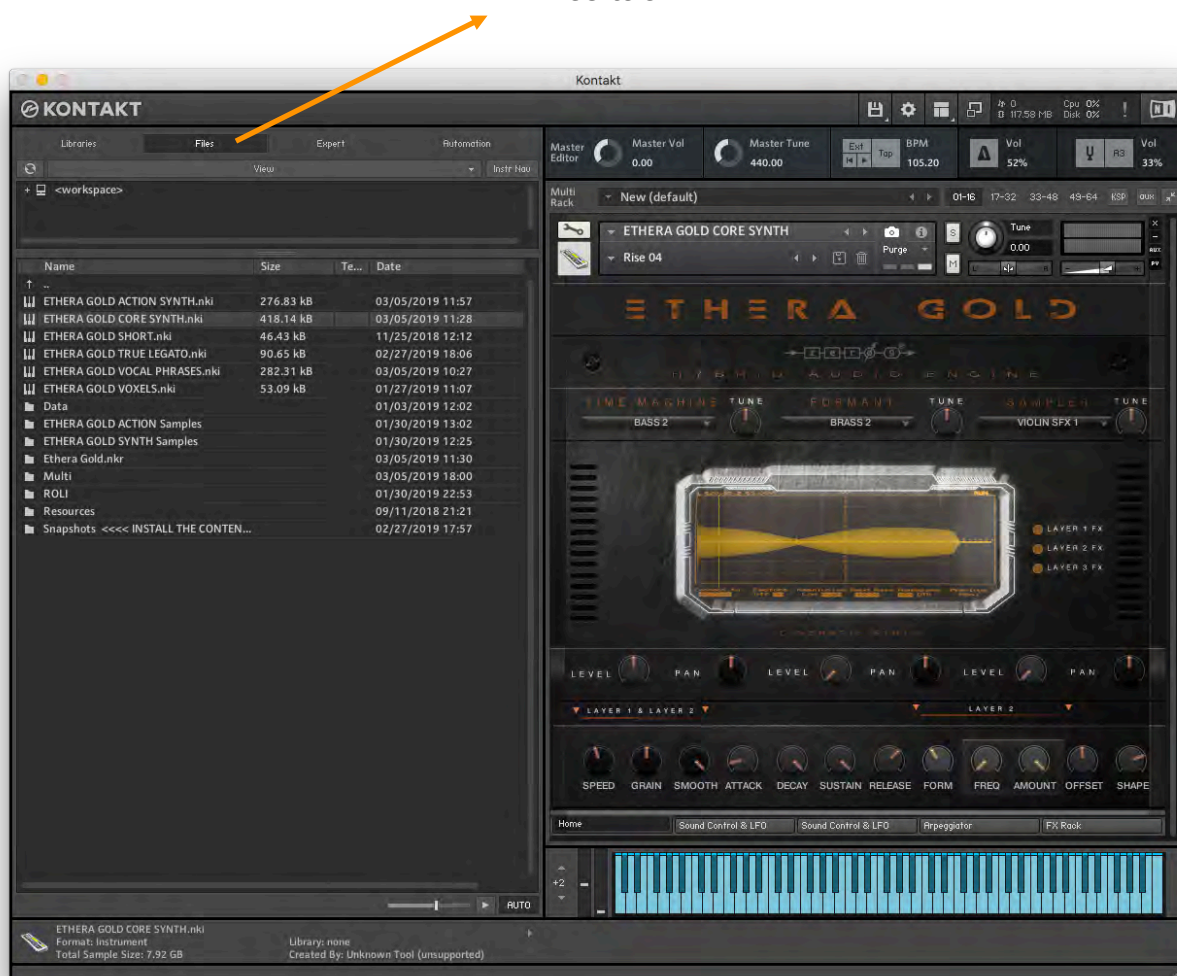 Kontakt
KONTAKT
0 Cpu 0%
0 117.58 MB Disk 0%
!
Libraries Files Expert Automation
View Instr Nav
+ <workspace>
Name Size Te... Date
↑ ..
ETHERA GOLD ACTION SYNTH.nki 276.83 kB 03/05/2019 11:57
ETHERA GOLD CORE SYNTH.nki 418.14 kB 03/05/2019 11:28
ETHERA GOLD SHORT.nki 46.43 kB 11/25/2018 12:12
ETHERA GOLD TRUE LEGATO.nki 90.65 kB 02/27/2019 18:06
ETHERA GOLD VOCAL PHRASES.nki 282.31 kB 03/05/2019 10:27
ETHERA GOLD VOXELS.nki 53.09 kB 01/27/2019 11:07
Data 01/03/2019 12:02
ETHERA GOLD ACTION Samples 01/30/2019 13:02
ETHERA GOLD SYNTH Samples 01/30/2019 12:25
Ethera Gold.nkr 03/05/2019 11:30
Multi 03/05/2019 18:00
ROLI 01/30/2019 22:53
Resources 09/11/2018 21:21
Snapshots <<<< INSTALL THE CONTEN... 02/27/2019 17:57
AUTO
ETHERA GOLD CORE SYNTH.nki
Format: Instrument Library: none
Total Sample Size: 7.92 GB Created By: Unknown Tool (unsupported)
Master Editor
Master Vol
0.00
Master Tune
440.00
Ext
Tap
BPM
105.20
Vol
52%
A3
Vol
33%
Multi Rack
New (default) 01-16 17-32 33-48 49-64 KSP aux
ETHERA GOLD CORE SYNTH
Rise 04
Purge
S
M
Tune
0.00
L R
AUX
PV
ETHERA GOLD
ZERO-G
HYBRID AUDIO ENGINE
TIME MACHINE TUNE FORMANT TUNE SAMPLER TUNE
BASS 2 BRASS 2 VIOLIN SFX 1
LAYER 1 FX
LAYER 2 FX
LAYER 3 FX
LEVEL PAN LEVEL PAN LEVEL PAN
LAYER 1 & LAYER 2 LAYER 2
SPEED GRAIN SMOOTH ATTACK DECAY SUSTAIN RELEASE FORM FREQ AMOUNT OFFSET SHAPE
Home Sound Control & LFO Sound Control & LFO Arpeggiator FX Rack
+2